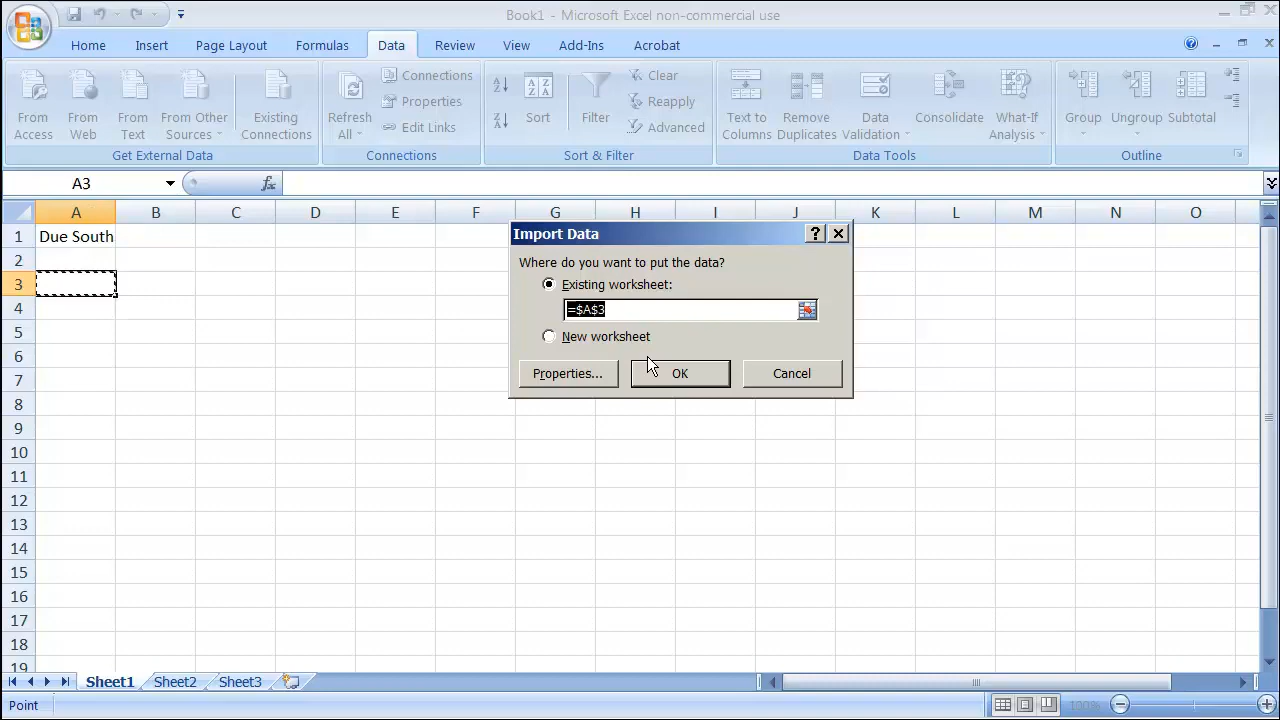 Book1 - Microsoft Excel non-commercial use
Home Insert Page Layout Formulas Data Review View Add-Ins Acrobat
From Access
From Web
From Text
From Other Sources
Existing Connections
Get External Data
Refresh All
Connections
Properties
Edit Links
Connections
Sort
Filter
Clear
Reapply
Advanced
Sort & Filter
Text to Columns
Remove Duplicates
Data Validation
Consolidate
What-If Analysis
Data Tools
Group
Ungroup
Subtotal
Outline
A3 fx
A B C D E F G H I J K L M N O
1 Due South
2
3
4
5
6
7
8
9
10
11
12
13
14
15
16
17
18
19
Import Data ?
Where do you want to put the data?
Existing worksheet:
=$A$3
New worksheet
Properties... OK Cancel
Sheet1 Sheet2 Sheet3
Point 100%